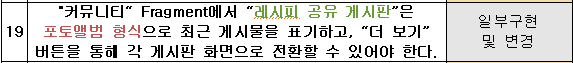 19
"커뮤니티“ Fragment에서 “레시피 공유 게시판”은
포토앨범 형식으로 최근 게시물을 표기하고, “더 보기”
버튼을 통해 각 게시판 화면으로 전환할 수 있어야 한다.
일부구현
및 변경